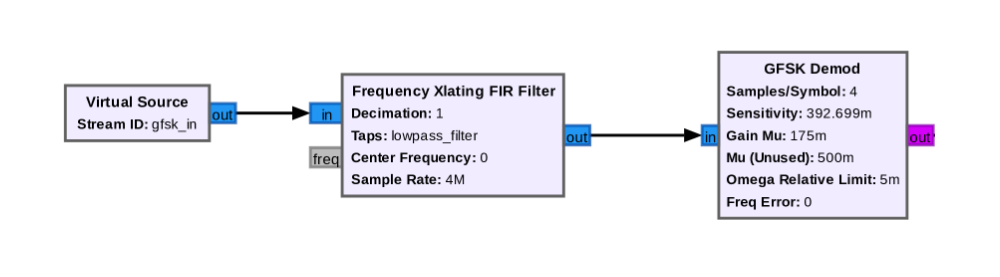 Virtual Source
Stream ID: gfsk_in
out
in
freq
Frequency Xlating FIR Filter
Decimation: 1
Taps: lowpass_filter
Center Frequency: 0
Sample Rate: 4M
out
in
GFSK Demod
Samples/Symbol: 4
Sensitivity: 392.699m
Gain Mu: 175m
Mu (Unused): 500m
Omega Relative Limit: 5m
Freq Error: 0
out